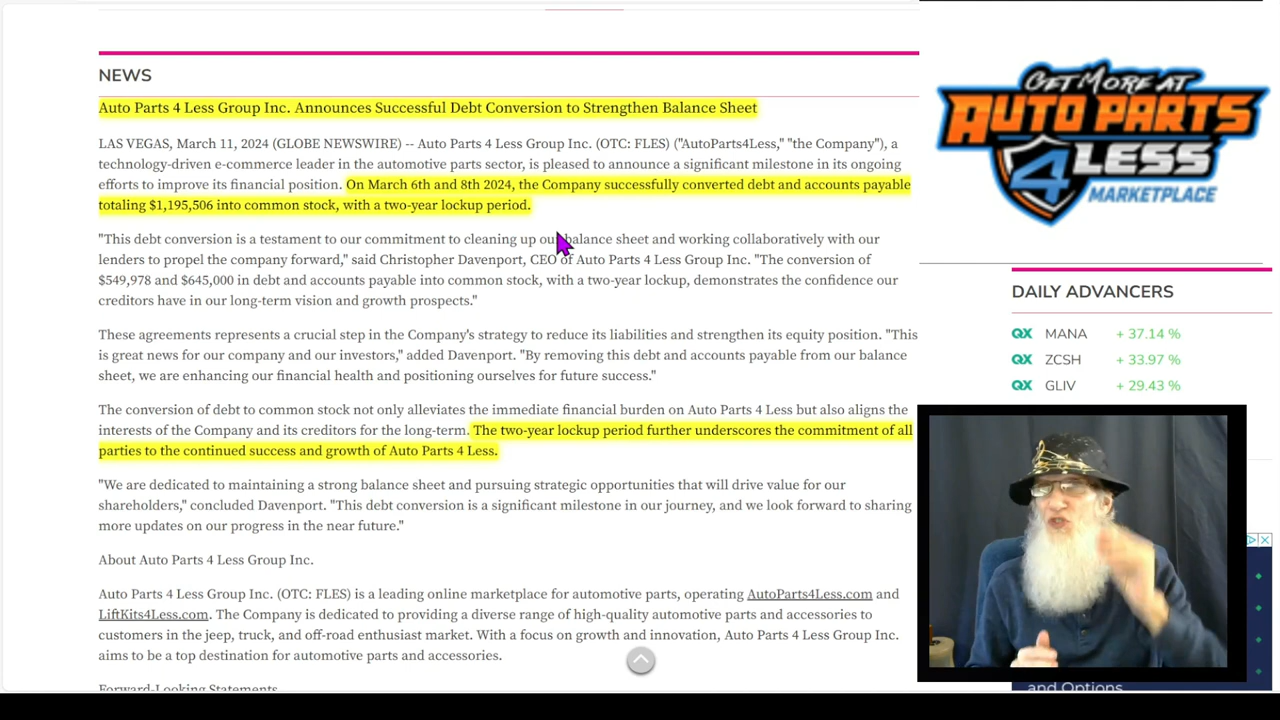 NEWS
Auto Parts 4 Less Group Inc. Announces Successful Debt Conversion to Strengthen Balance Sheet
LAS VEGAS, March 11, 2024 (GLOBE NEWSWIRE) -- Auto Parts 4 Less Group Inc. (OTC: FLES) ("AutoParts4Less," "the Company"), a
technology-driven e-commerce leader in the automotive parts sector, is pleased to announce a significant milestone in its ongoing
efforts to improve its financial position. On March 6th and 8th 2024, the Company successfully converted debt and accounts payable
totaling $1,195,506 into common stock, with a two-year lockup period.
"This debt conversion is a testament to our commitment to cleaning up our balance sheet and working collaboratively with our
lenders to propel the company forward," said Christopher Davenport, CEO of Auto Parts 4 Less Group Inc. "The conversion of
$549,978 and $645,000 in debt and accounts payable into common stock, with a two-year lockup, demonstrates the confidence our
creditors have in our long-term vision and growth prospects."
These agreements represents a crucial step in the Company's strategy to reduce its liabilities and strengthen its equity position. "This
is great news for our company and our investors," added Davenport. "By removing this debt and accounts payable from our balance
sheet, we are enhancing our financial health and positioning ourselves for future success."
The conversion of debt to common stock not only alleviates the immediate financial burden on Auto Parts 4 Less but also aligns the
interests of the Company and its creditors for the long-term. The two-year lockup period further underscores the commitment of all
parties to the continued success and growth of Auto Parts 4 Less.
"We are dedicated to maintaining a strong balance sheet and pursuing strategic opportunities that will drive value for our
shareholders," concluded Davenport. "This debt conversion is a significant milestone in our journey, and we look forward to sharing
more updates on our progress in the near future."
About Auto Parts 4 Less Group Inc.
Auto Parts 4 Less Group Inc. (OTC: FLES) is a leading online marketplace for automotive parts, operating AutoParts4Less.com and
LiftKits4Less.com. The Company is dedicated to providing a diverse range of high-quality automotive parts and accessories to
customers in the jeep, truck, and off-road enthusiast market. With a focus on growth and innovation, Auto Parts 4 Less Group Inc.
aims to be a top destination for automotive parts and accessories.
Forward-Looking Statements
GET MORE AT
AUTO PARTS
4 LESS
MARKETPLACE
DAILY ADVANCERS
QX MANA + 37.14 %
QX ZCSH + 33.97 %
QX GLIV + 29.43 %
and Options